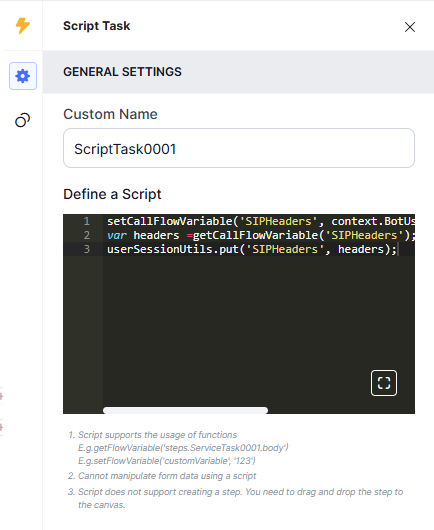 Script Task
GENERAL SETTINGS
Custom Name
ScriptTask0001
Define a Script
1 setCallFlowVariable('SIPHeaders', context.BotUs
2 var headers =getCallFlowVariable('SIPHeaders');
3 userSessionUtils.put('SIPHeaders', headers);
1. Script supports the usage of functions
E.g.getFlowVariable('steps.ServiceTask0001.body')
E.g.setFlowVariable('customVariable', '123')
2. Cannot manipulate form data using a script
3. Script does not support creating a step. You need to drag and drop the step to
the canvas.